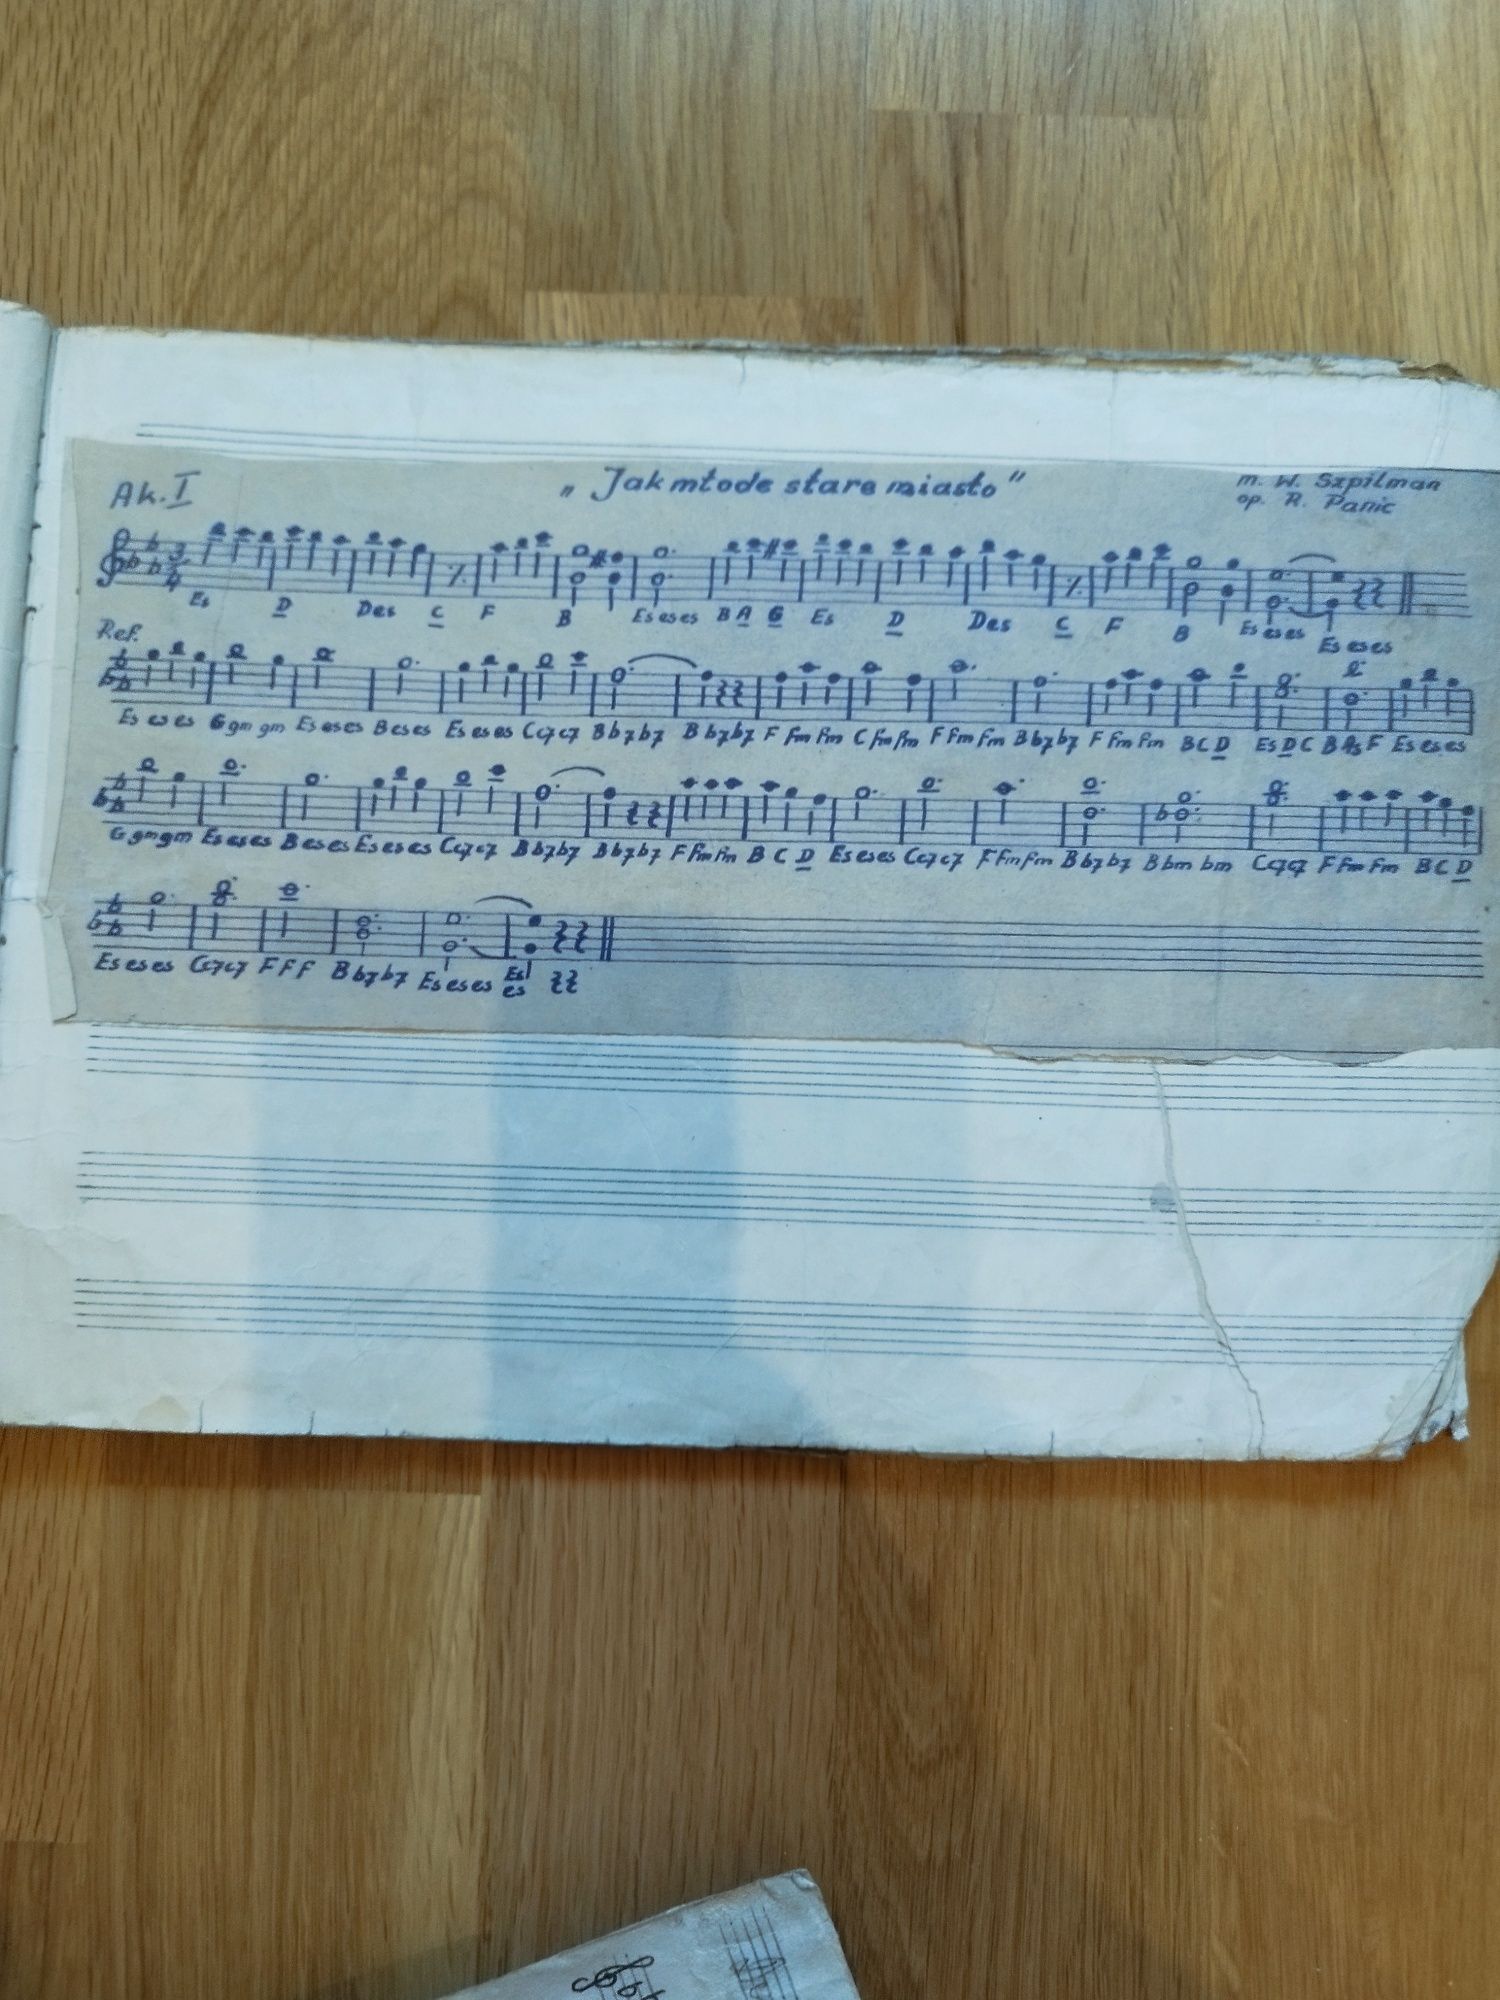 Ak. I „Jak młode stare miasto” m. W. Szpilman
op. R. Panic
3/4
Es D Des C F B Es es es B A G Es D Des C F B Es es es Es es es
Ref.
Es es es G gm gm Es es es B es es Es es es C c7 c7 B b7 b7 B b7 b7 F fm fm C fm fm F fm fm B b7 b7 F fm fm B C D Es D C B As F Es es es
G gm gm Es es es B es es Es es es C c7 c7 B b7 b7 B b7 b7 F fm fm B C D Es es es C c7 c7 F fm fm B b7 b7 B bm bm C c7 c7 F fm fm B C D
Es es es C c7 c7 F F F B b7 b7 Es es es Es
es